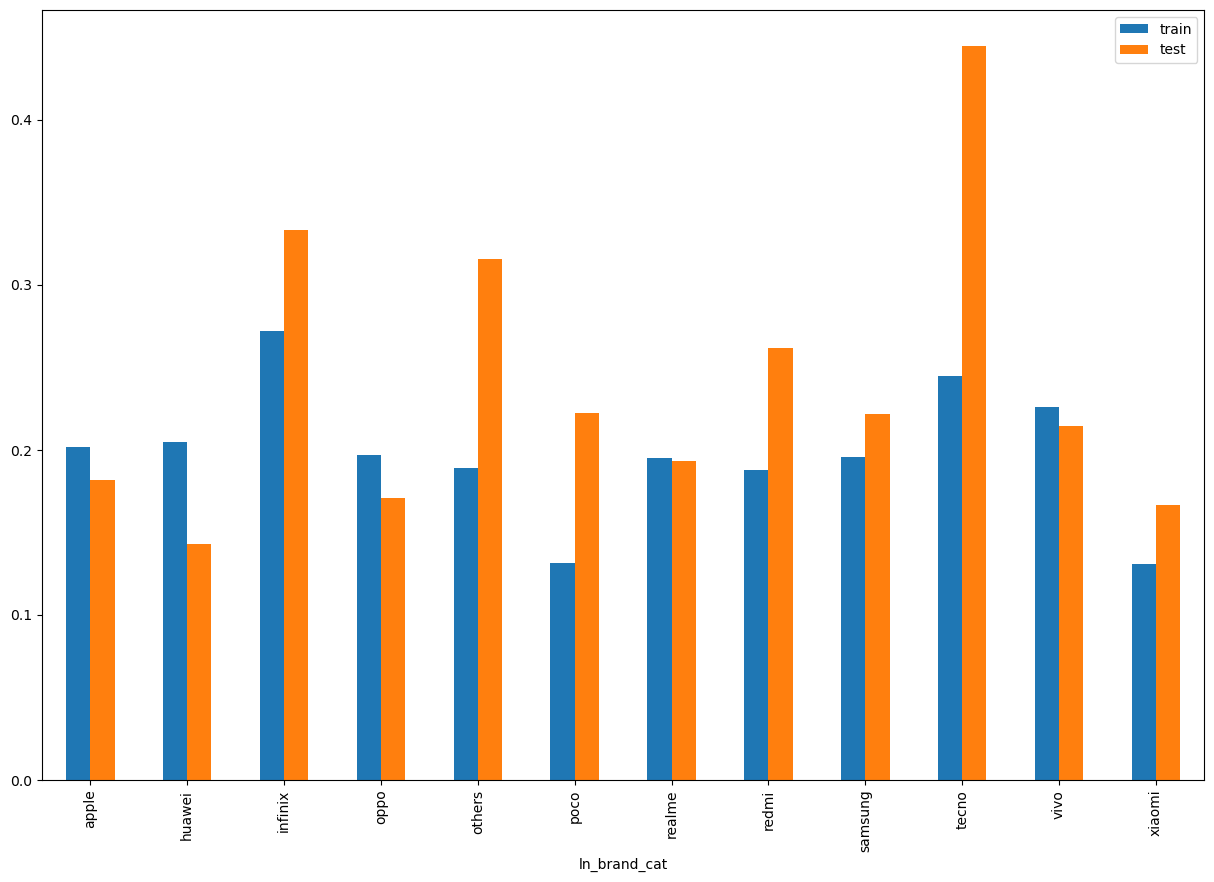 train
test
0.4
0.3
0.2
0.1
0.0
apple
huawei
infinix
oppo
others
poco
realme
redmi
samsung
tecno
vivo
xiaomi
ln_brand_cat